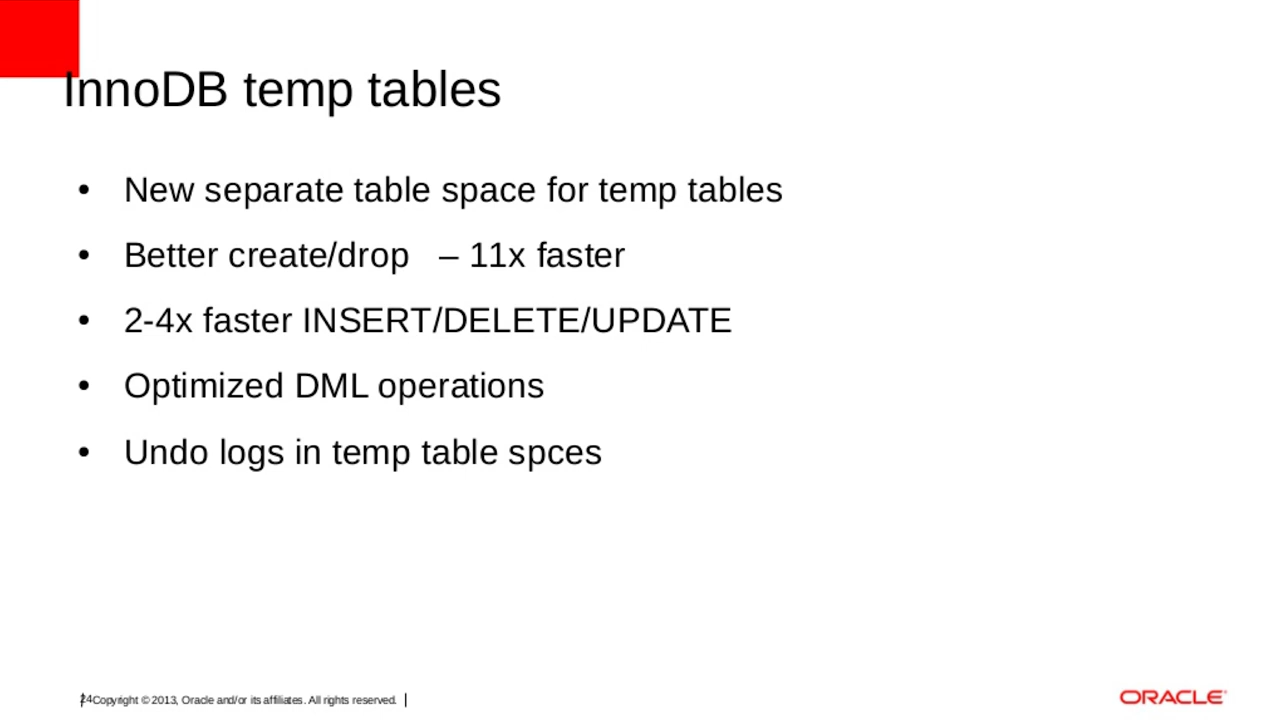 InnoDB temp tables
• New separate table space for temp tables
• Better create/drop – 11x faster
• 2-4x faster INSERT/DELETE/UPDATE
• Optimized DML operations
• Undo logs in temp table spces
24 Copyright © 2013, Oracle and/or its affiliates. All rights reserved.
ORACLE